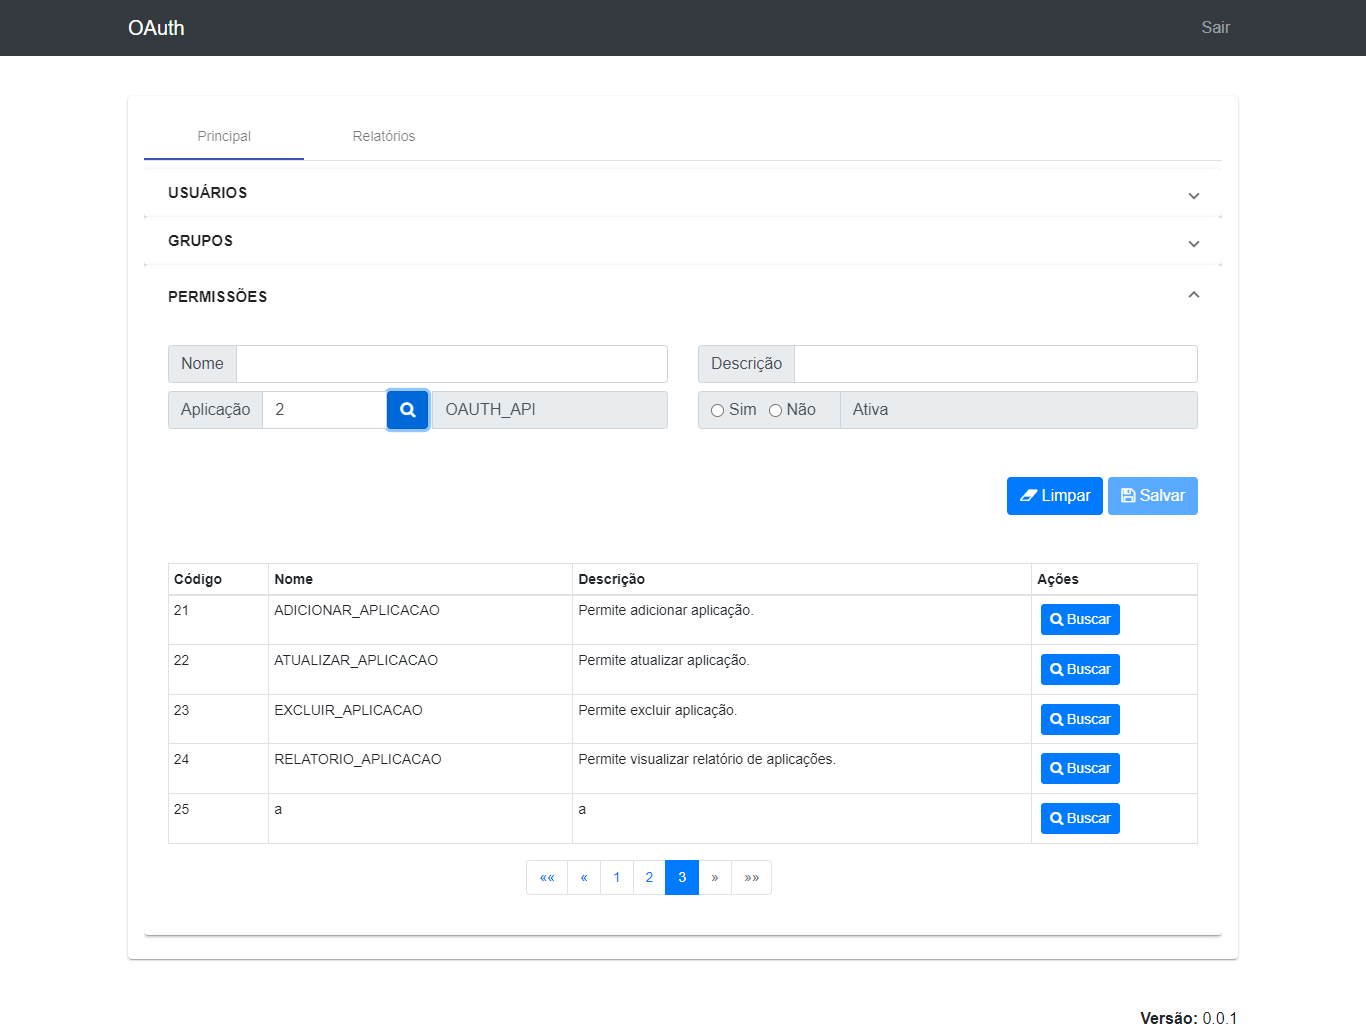 OAuth Sair
Principal Relatórios
USUÁRIOS
GRUPOS
PERMISSÕES
Nome Descrição
Aplicação 2 OAUTH_API Sim Não Ativa
Limpar Salvar
Código Nome Descrição Ações
21 ADICIONAR_APLICACAO Permite adicionar aplicação. Buscar
22 ATUALIZAR_APLICACAO Permite atualizar aplicação. Buscar
23 EXCLUIR_APLICACAO Permite excluir aplicação. Buscar
24 RELATORIO_APLICACAO Permite visualizar relatório de aplicações. Buscar
25 a a Buscar
«« « 1 2 3 » »»
Versão: 0.0.1